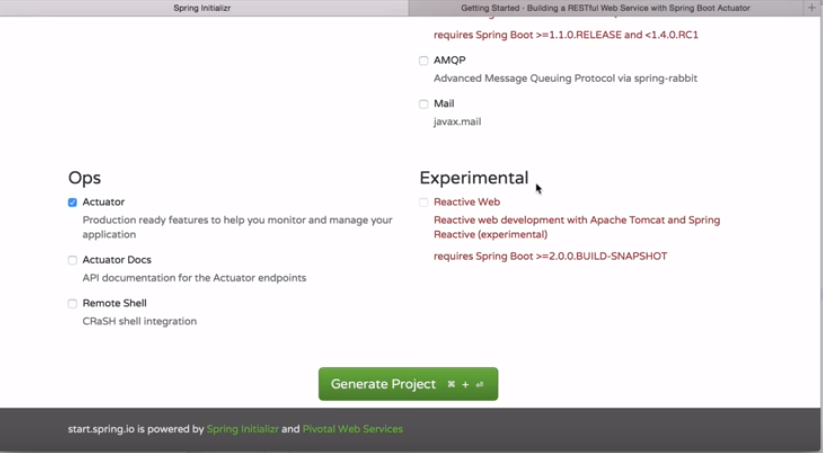 Spring Initializr
Getting Started · Building a RESTful Web Service with Spring Boot Actuator
+
requires Spring Boot >=1.1.0.RELEASE and <1.4.0.RC1
AMQP
Advanced Message Queuing Protocol via spring-rabbit
Mail
javax.mail
Ops
Actuator
Production ready features to help you monitor and manage your
application
Actuator Docs
API documentation for the Actuator endpoints
Remote Shell
CRaSH shell integration
Experimental
Reactive Web
Reactive web development with Apache Tomcat and Spring
Reactive (experimental)
requires Spring Boot >=2.0.0.BUILD-SNAPSHOT
Generate Project ⌘ + ⏎
start.spring.io is powered by Spring Initializr and Pivotal Web Services